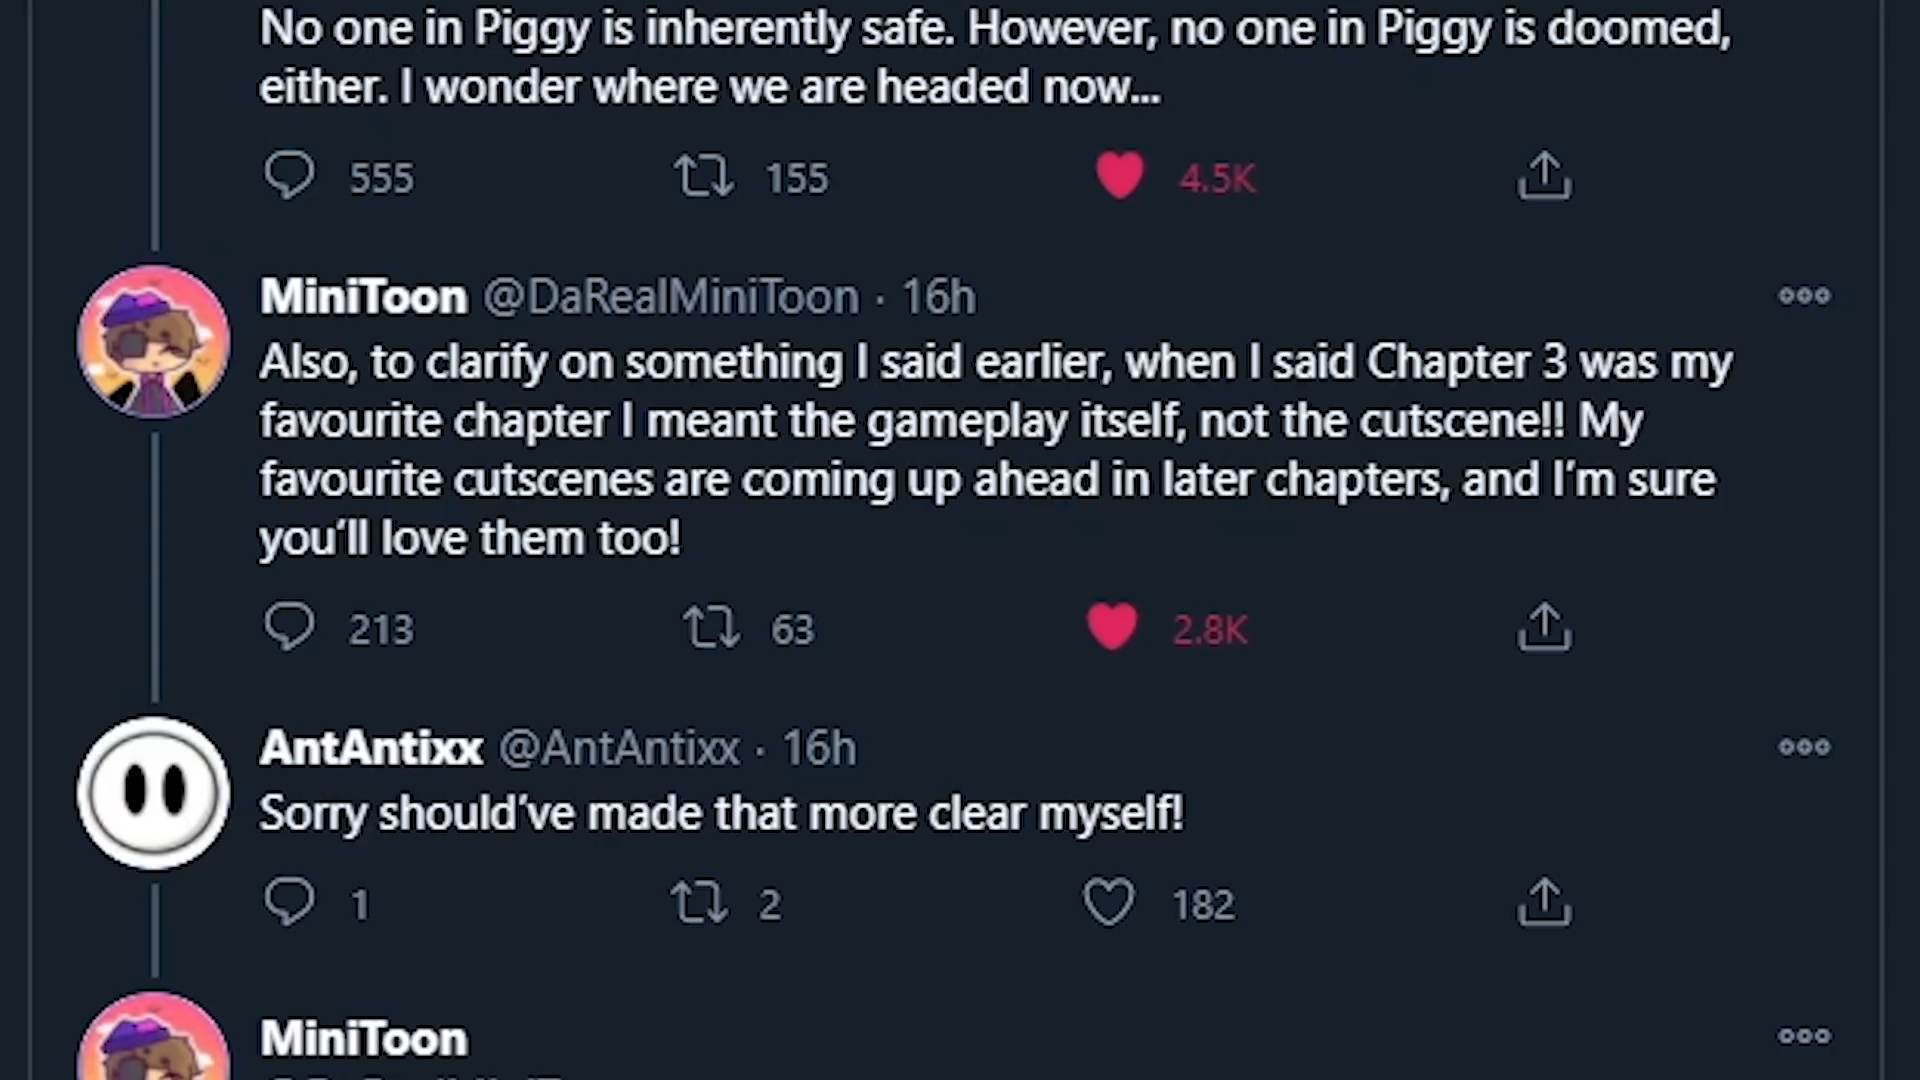 No one in Piggy is inherently safe. However, no one in Piggy is doomed,
either. I wonder where we are headed now...
555 155 4.5K
MiniToon @DaRealMiniToon · 16h
Also, to clarify on something I said earlier, when I said Chapter 3 was my
favourite chapter I meant the gameplay itself, not the cutscene!! My
favourite cutscenes are coming up ahead in later chapters, and I'm sure
you'll love them too!
213 63 2.8K
AntAntixx @AntAntixx · 16h
Sorry should've made that more clear myself!
1 2 182
MiniToon